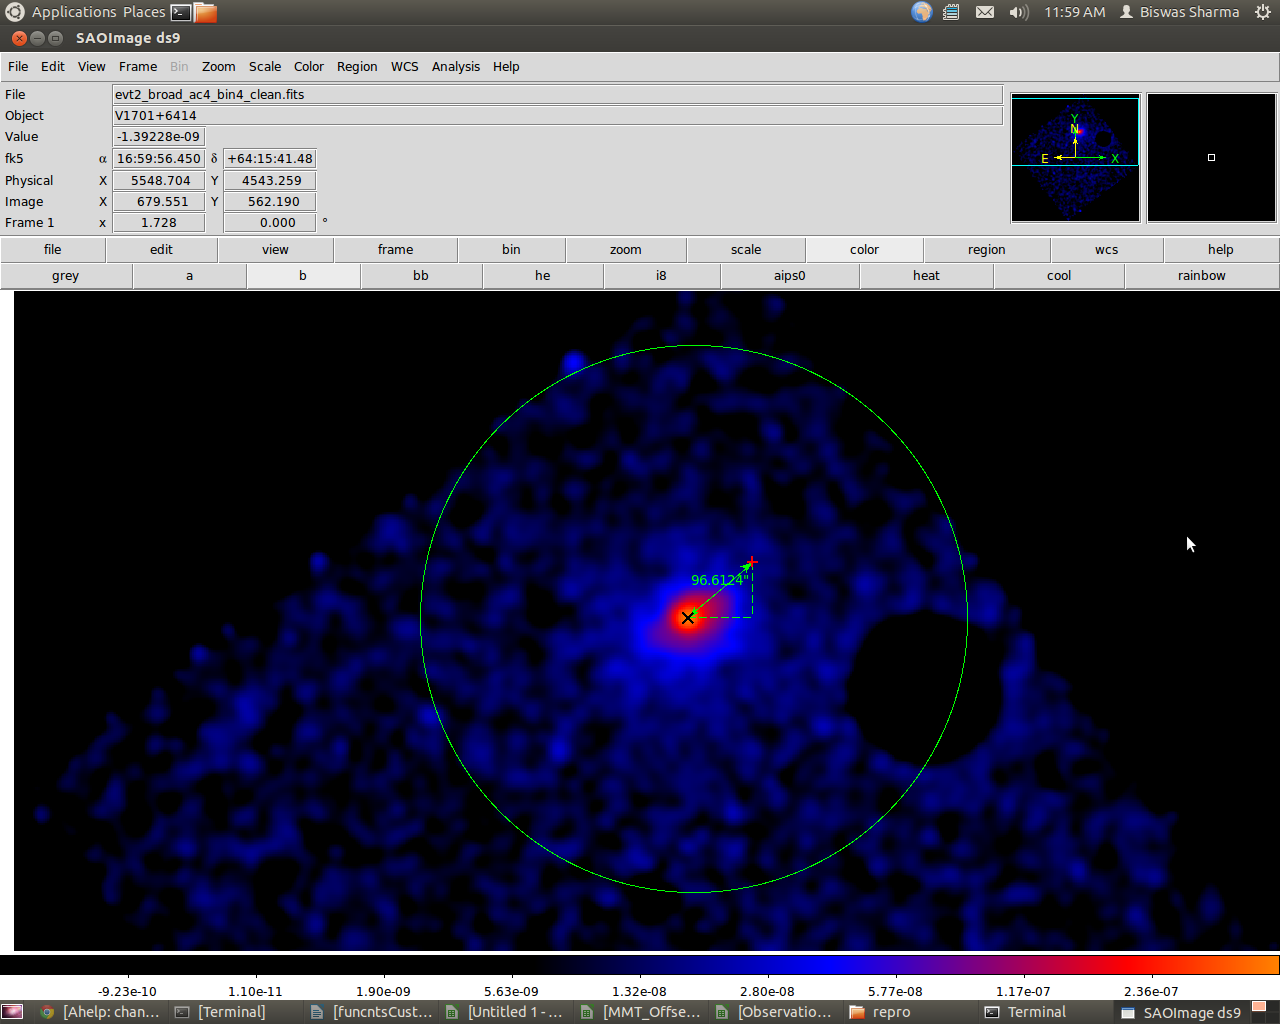 Applications Places 11:59 AM Biswas Sharma
SAOImage ds9
File Edit View Frame Bin Zoom Scale Color Region WCS Analysis Help
File evt2_broad_ac4_bin4_clean.fits
Object V1701+6414
Value -1.39228e-09
fk5 α 16:59:56.450 δ +64:15:41.48
Physical X 5548.704 Y 4543.259
Image X 679.551 Y 562.190
Frame 1 x 1.728 0.000 °
Y
N
E X
file edit view frame bin zoom scale color region wcs help
grey a b bb he i8 aips0 heat cool rainbow
96.6124"
-9.23e-10 1.10e-11 1.90e-09 5.63e-09 1.32e-08 2.80e-08 5.77e-08 1.17e-07 2.36e-07
[Ahelp: chan... [Terminal] [FuncntsCust... [Untitled 1 - ... [MMT_Offse... [Observatio... repro Terminal SAOImage ds9